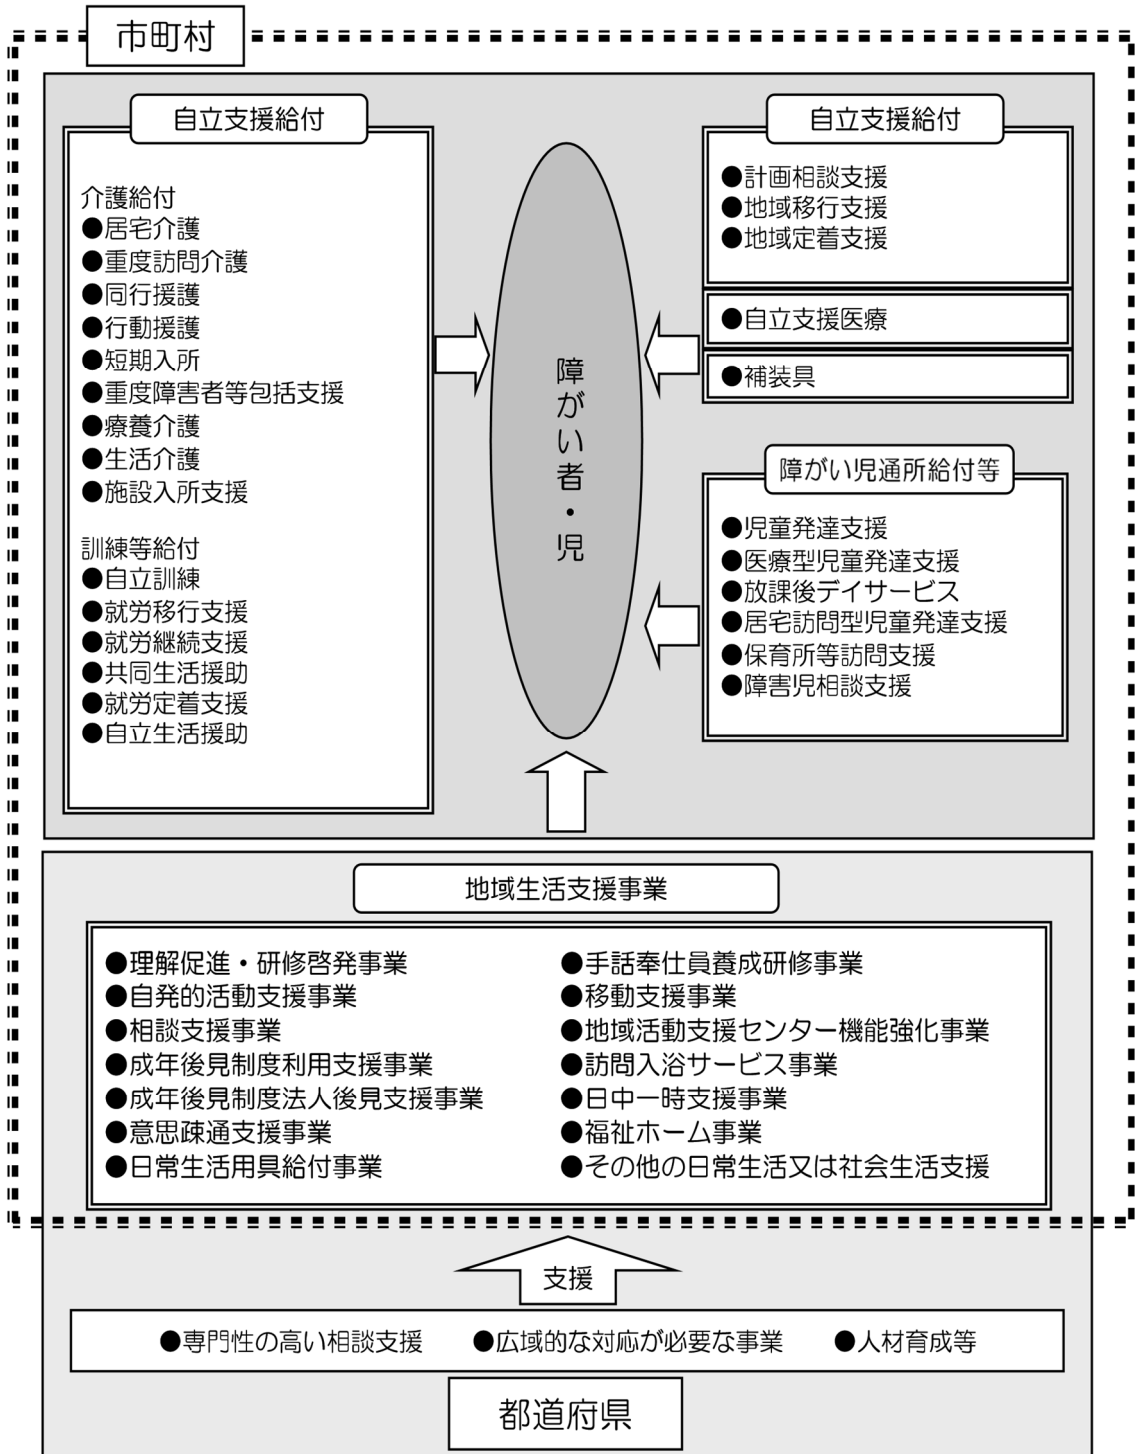 市町村
自立支援給付
介護給付
●居宅介護
●重度訪問介護
●同行援護
●行動援護
●短期入所
●重度障害者等包括支援
●療養介護
●生活介護
●施設入所支援
訓練等給付
●自立訓練
●就労移行支援
●就労継続支援
●共同生活援助
●就労定着支援
●自立生活援助
障がい者・児
自立支援給付
●計画相談支援
●地域移行支援
●地域定着支援
●自立支援医療
●補装具
障がい児通所給付等
●児童発達支援
●医療型児童発達支援
●放課後デイサービス
●居宅訪問型児童発達支援
●保育所等訪問支援
●障害児相談支援
地域生活支援事業
●理解促進・研修啓発事業
●自発的活動支援事業
●相談支援事業
●成年後見制度利用支援事業
●成年後見制度法人後見支援事業
●意思疎通支援事業
●日常生活用具給付事業
●手話奉仕員養成研修事業
●移動支援事業
●地域活動支援センター機能強化事業
●訪問入浴サービス事業
●日中一時支援事業
●福祉ホーム事業
●その他の日常生活又は社会生活支援
支援
●専門性の高い相談支援 ●広域的な対応が必要な事業 ●人材育成等
都道府県